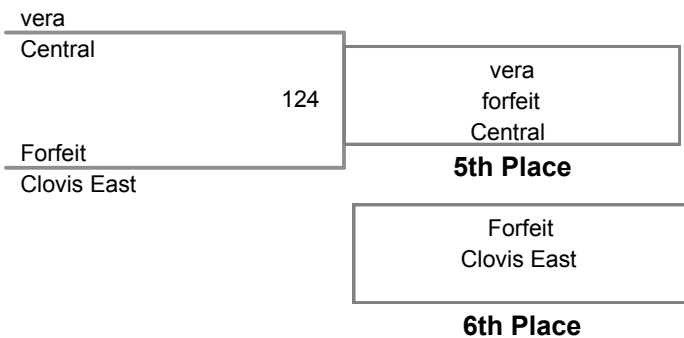 vera
Central
124
Forfeit
Clovis East
vera
forfeit
Central
5th Place
Forfeit
Clovis East
6th Place